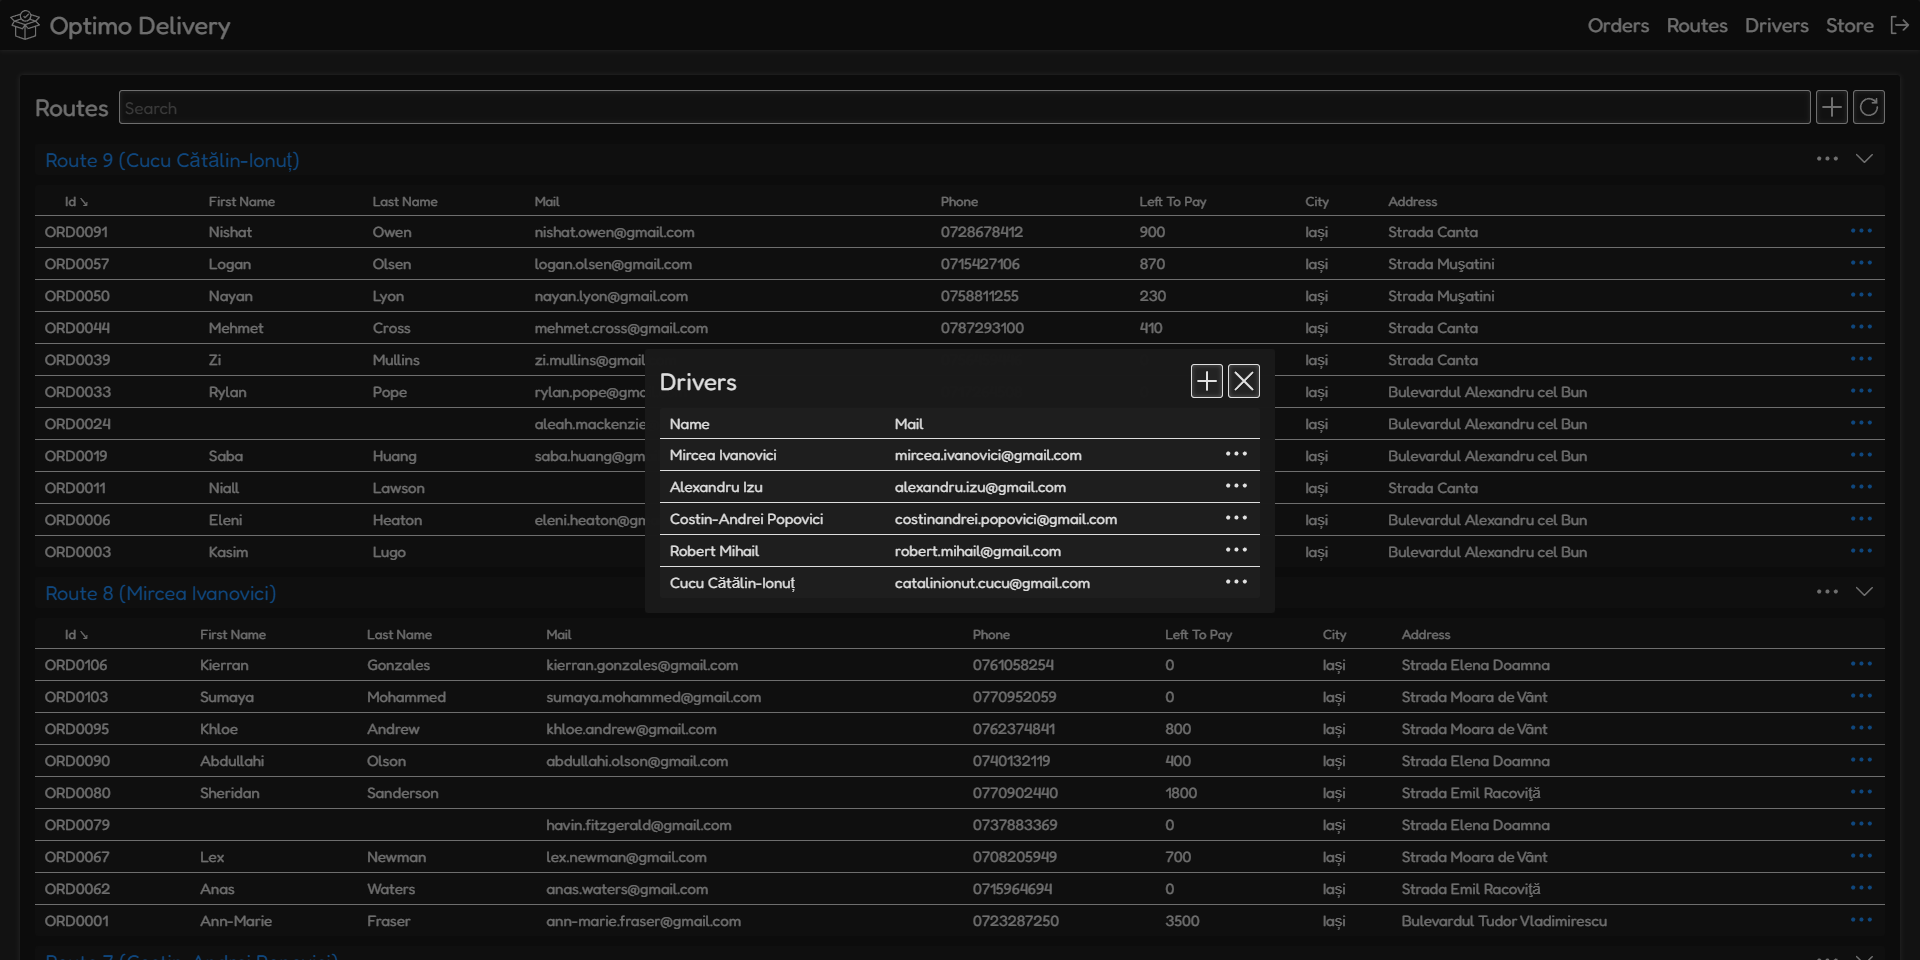 Optimo Delivery Orders Routes Drivers Store
Routes Search
Route 9 (Cucu Cătălin-Ionuț)
Id ↘ First Name Last Name Mail Phone Left To Pay City Address
ORD0091 Nishat Owen nishat.owen@gmail.com 0728678412 900 Iași Strada Canta
ORD0057 Logan Olsen logan.olsen@gmail.com 0715427106 870 Iași Strada Mușatini
ORD0050 Nayan Lyon nayan.lyon@gmail.com 0758811255 230 Iași Strada Mușatini
ORD0044 Mehmet Cross mehmet.cross@gmail.com 0787293100 410 Iași Strada Canta
ORD0039 Zi Mullins zi.mullins@gmail Iași Strada Canta
ORD0033 Rylan Pope rylan.pope@gma Iași Bulevardul Alexandru cel Bun
ORD0024 aleah.mackenzie Iași Bulevardul Alexandru cel Bun
ORD0019 Saba Huang saba.huang@gm Iași Bulevardul Alexandru cel Bun
ORD0011 Niall Lawson Iași Strada Canta
ORD0006 Eleni Heaton eleni.heaton@gm Iași Bulevardul Alexandru cel Bun
ORD0003 Kasim Lugo Iași Bulevardul Alexandru cel Bun
Drivers
Name Mail
Mircea Ivanovici mircea.ivanovici@gmail.com
Alexandru Izu alexandru.izu@gmail.com
Costin-Andrei Popovici costinandrei.popovici@gmail.com
Robert Mihail robert.mihail@gmail.com
Cucu Cătălin-Ionuț catalinionut.cucu@gmail.com
Route 8 (Mircea Ivanovici)
Id ↘ First Name Last Name Mail Phone Left To Pay City Address
ORD0106 Kierran Gonzales kierran.gonzales@gmail.com 0761058254 0 Iași Strada Elena Doamna
ORD0103 Sumaya Mohammed sumaya.mohammed@gmail.com 0770952059 0 Iași Strada Moara de Vânt
ORD0095 Khloe Andrew khloe.andrew@gmail.com 0762374841 800 Iași Strada Moara de Vânt
ORD0090 Abdullahi Olson abdullahi.olson@gmail.com 0740132119 400 Iași Strada Elena Doamna
ORD0080 Sheridan Sanderson 0770902440 1800 Iași Strada Emil Racoviță
ORD0079 havin.fitzgerald@gmail.com 0737883369 0 Iași Strada Elena Doamna
ORD0067 Lex Newman lex.newman@gmail.com 0708205949 700 Iași Strada Moara de Vânt
ORD0062 Anas Waters anas.waters@gmail.com 0715964694 0 Iași Strada Emil Racoviță
ORD0001 Ann-Marie Fraser ann-marie.fraser@gmail.com 0723287250 3500 Iași Bulevardul Tudor Vladimirescu
Route 7 (Costin-Andrei Popovici)